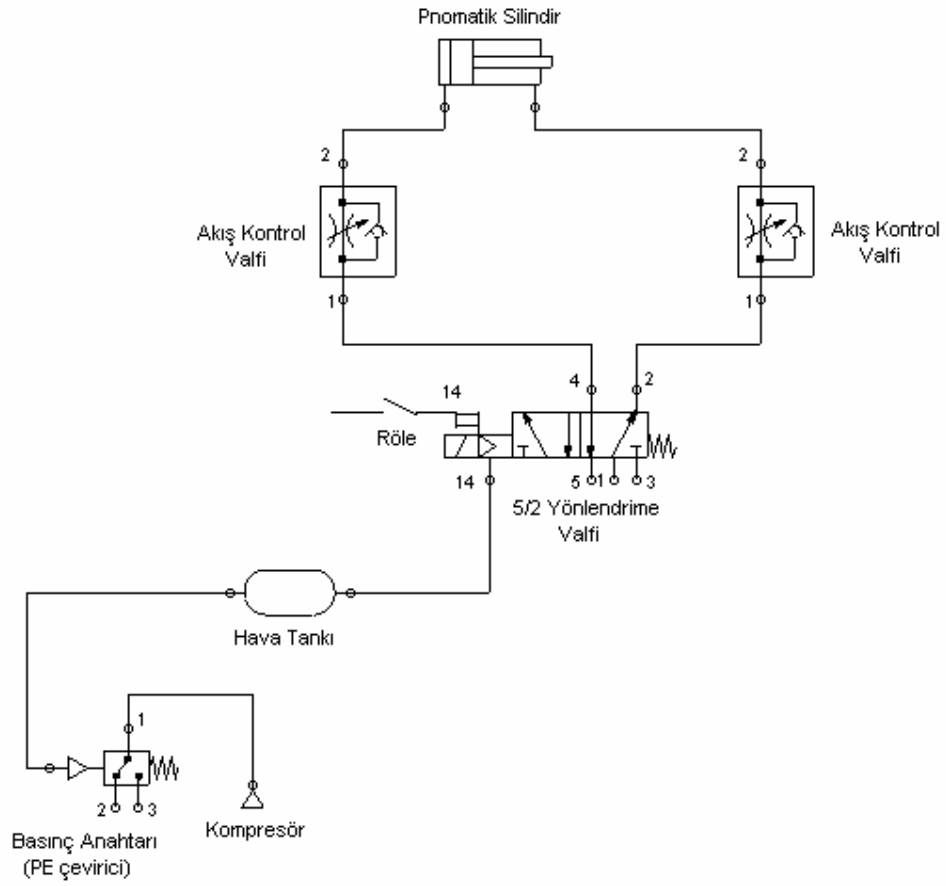 Pnomatik Silindir
2
2
Akış Kontrol
Valfi
Akış Kontrol
Valfi
1
1
4
2
14
Röle
14
5
1
3
5/2 Yönlendrime
Valfi
Hava Tankı
1
2
3
Kompresör
Basınç Anahtarı
(PE çevirici)